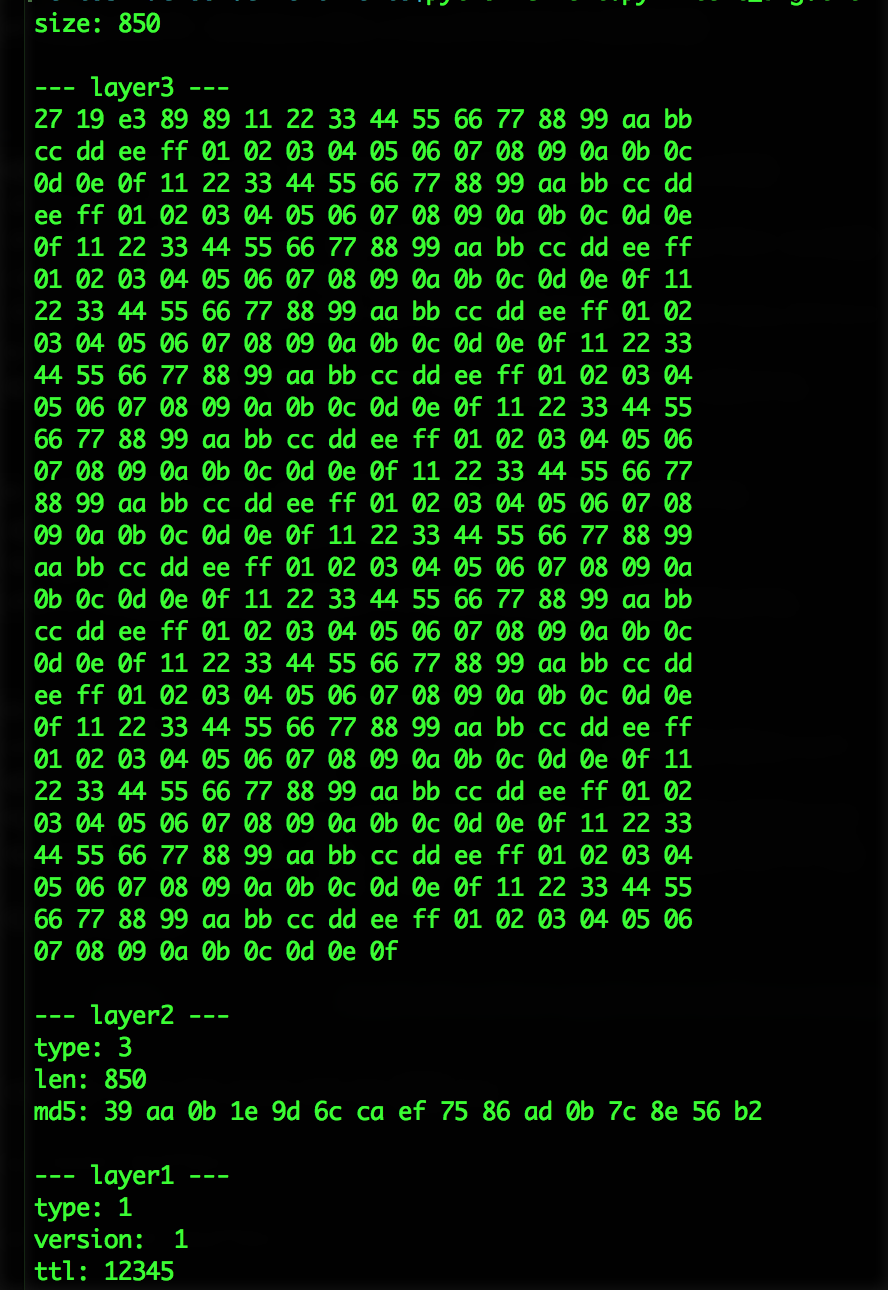 size: 850
--- layer3 ---
27 19 e3 89 89 11 22 33 44 55 66 77 88 99 aa bb
cc dd ee ff 01 02 03 04 05 06 07 08 09 0a 0b 0c
0d 0e 0f 11 22 33 44 55 66 77 88 99 aa bb cc dd
ee ff 01 02 03 04 05 06 07 08 09 0a 0b 0c 0d 0e
0f 11 22 33 44 55 66 77 88 99 aa bb cc dd ee ff
01 02 03 04 05 06 07 08 09 0a 0b 0c 0d 0e 0f 11
22 33 44 55 66 77 88 99 aa bb cc dd ee ff 01 02
03 04 05 06 07 08 09 0a 0b 0c 0d 0e 0f 11 22 33
44 55 66 77 88 99 aa bb cc dd ee ff 01 02 03 04
05 06 07 08 09 0a 0b 0c 0d 0e 0f 11 22 33 44 55
66 77 88 99 aa bb cc dd ee ff 01 02 03 04 05 06
07 08 09 0a 0b 0c 0d 0e 0f 11 22 33 44 55 66 77
88 99 aa bb cc dd ee ff 01 02 03 04 05 06 07 08
09 0a 0b 0c 0d 0e 0f 11 22 33 44 55 66 77 88 99
aa bb cc dd ee ff 01 02 03 04 05 06 07 08 09 0a
0b 0c 0d 0e 0f 11 22 33 44 55 66 77 88 99 aa bb
cc dd ee ff 01 02 03 04 05 06 07 08 09 0a 0b 0c
0d 0e 0f 11 22 33 44 55 66 77 88 99 aa bb cc dd
ee ff 01 02 03 04 05 06 07 08 09 0a 0b 0c 0d 0e
0f 11 22 33 44 55 66 77 88 99 aa bb cc dd ee ff
01 02 03 04 05 06 07 08 09 0a 0b 0c 0d 0e 0f 11
22 33 44 55 66 77 88 99 aa bb cc dd ee ff 01 02
03 04 05 06 07 08 09 0a 0b 0c 0d 0e 0f 11 22 33
44 55 66 77 88 99 aa bb cc dd ee ff 01 02 03 04
05 06 07 08 09 0a 0b 0c 0d 0e 0f 11 22 33 44 55
66 77 88 99 aa bb cc dd ee ff 01 02 03 04 05 06
07 08 09 0a 0b 0c 0d 0e 0f
--- layer2 ---
type: 3
len: 850
md5: 39 aa 0b 1e 9d 6c ca ef 75 86 ad 0b 7c 8e 56 b2
--- layer1 ---
type: 1
version:  1
ttl: 12345